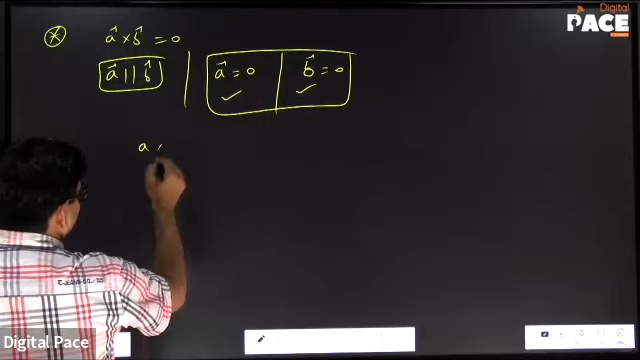 Digital
PACE
* a⃗ × b⃗ = 0
a⃗ || b⃗ | a⃗ = 0 | b⃗ = 0
a
Digital Pace